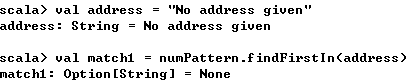 scala> val address = "No address given"
address: String = No address given
scala> val match1 = numPattern.findFirstIn(address)
match1: Option[String] = None